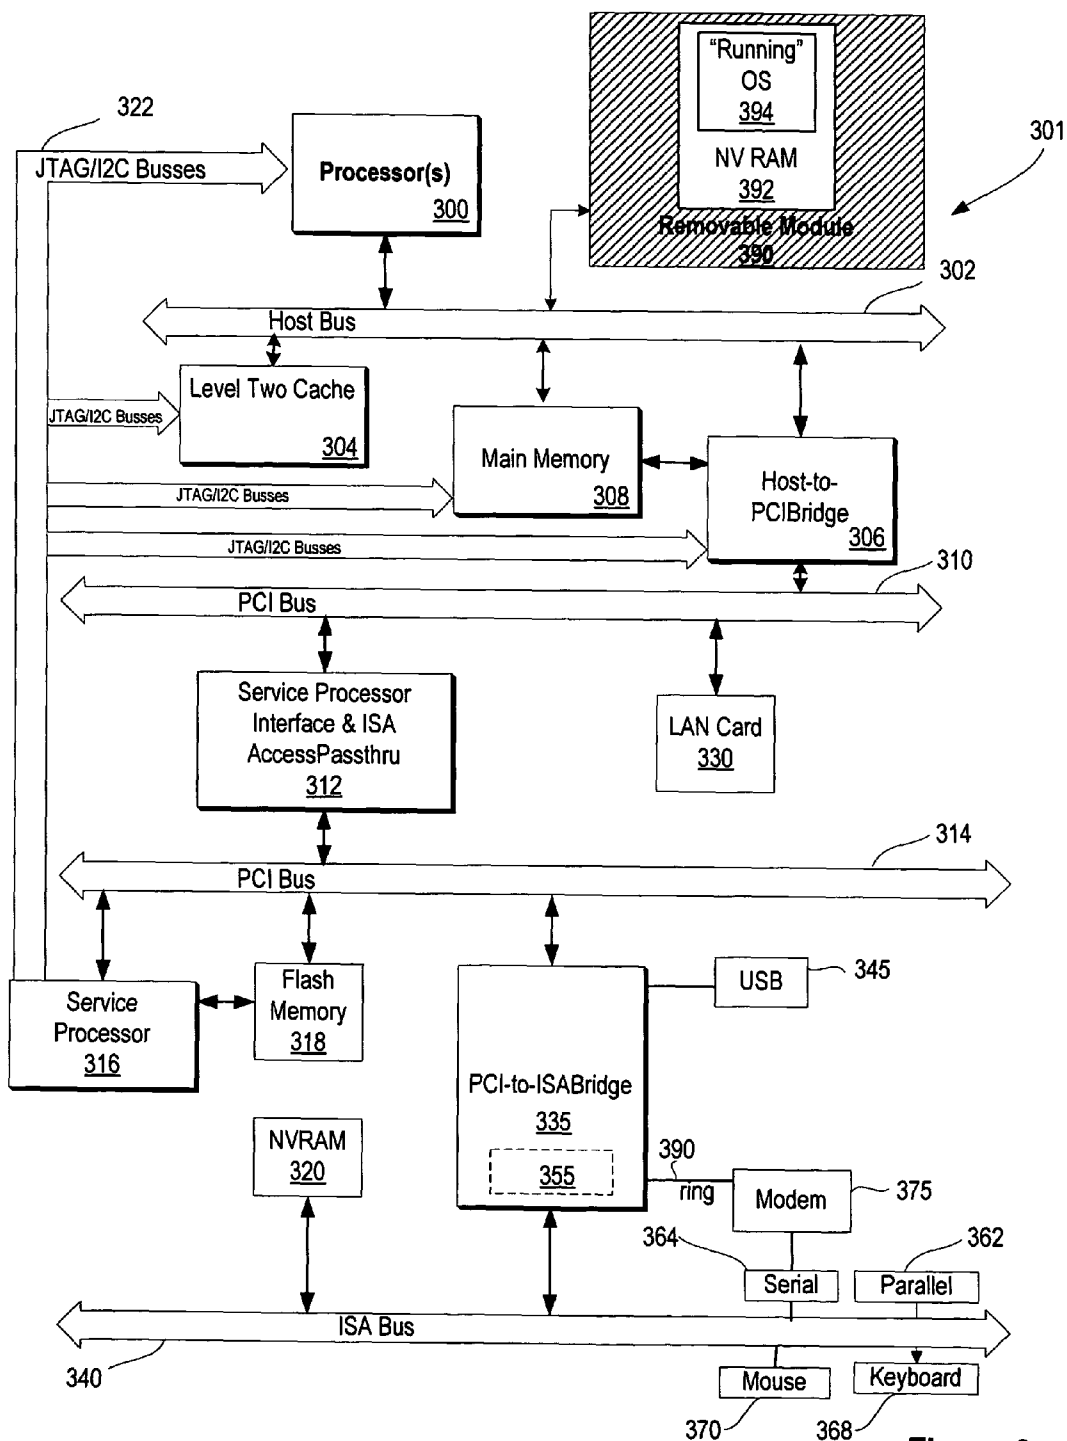 "Running"
OS
394
NV RAM
392
Removable Module
390
301
322
JTAG/I2C Busses
Processor(s)
300
302
Host Bus
Level Two Cache
304
JTAG/I2C Busses
Main Memory
308
JTAG/I2C Busses
Host-to-
PCIBridge
306
JTAG/I2C Busses
310
PCI Bus
Service Processor
Interface & ISA
AccessPassthru
312
LAN Card
330
314
PCI Bus
Service
Processor
316
Flash
Memory
318
USB
345
PCI-to-ISABridge
335
355
NVRAM
320
390
ring
Modem
375
364
362
Serial
Parallel
ISA Bus
340
Mouse
Keyboard
370
368